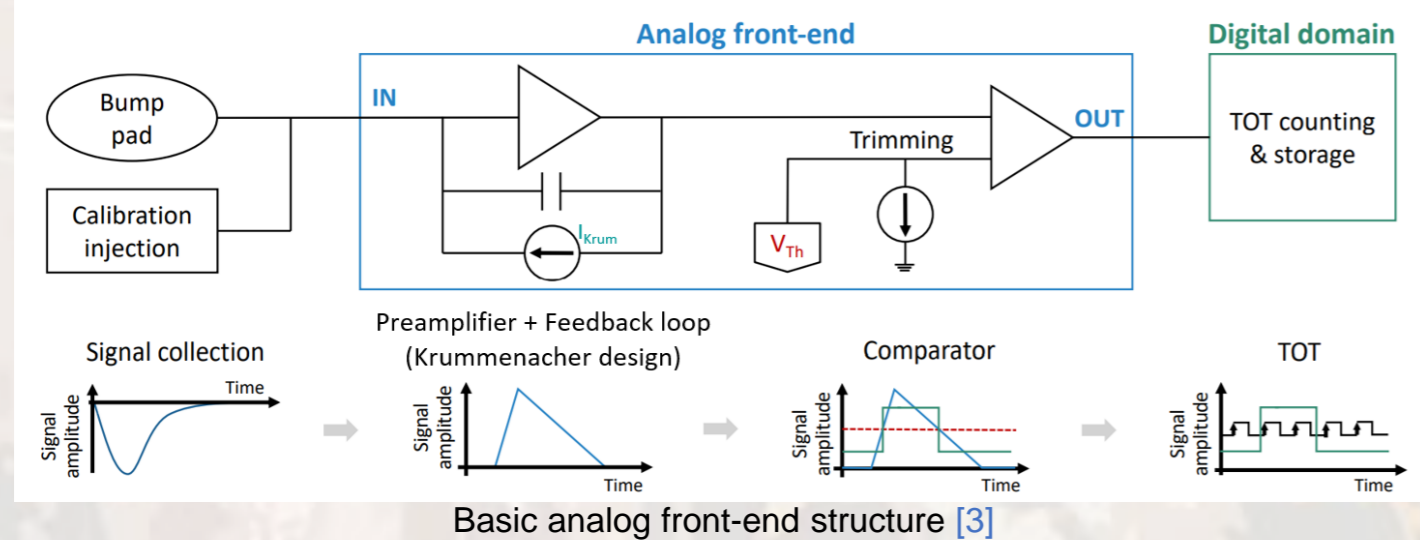 Analog front-end
Digital domain
Bump
pad
IN
OUT
TOT counting
& storage
Trimming
Calibration
injection
I_Krum
V_Th
Preamplifier + Feedback loop
(Krummenacher design)
Signal collection
Comparator
TOT
Time
Signal
amplitude
Signal
amplitude
Time
Signal
amplitude
Time
Signal
amplitude
Time
Basic analog front-end structure [3]